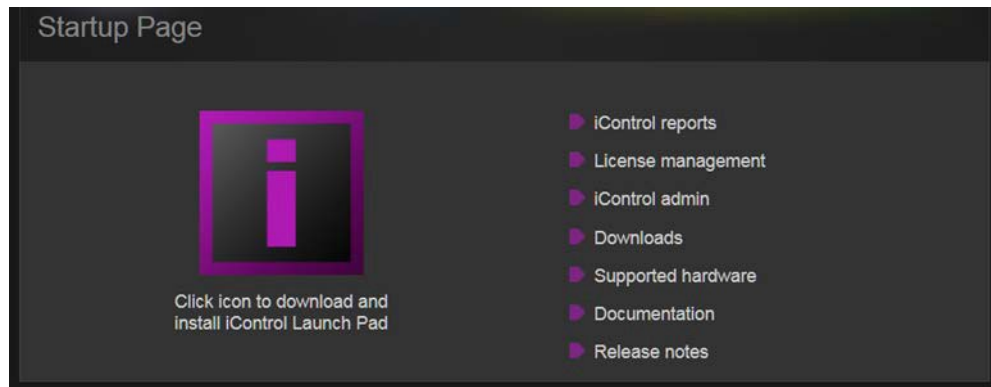 Startup Page
Click icon to download and
install iControl Launch Pad
iControl reports
License management
iControl admin
Downloads
Supported hardware
Documentation
Release notes